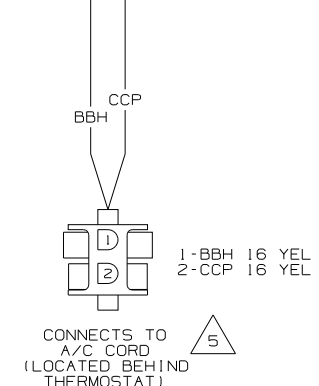 CCP
BBH
1
2
1-BBH 16 YEL
2-CCP 16 YEL
CONNECTS TO
A/C CORD
(LOCATED BEHIND
THERMOSTAT)
5